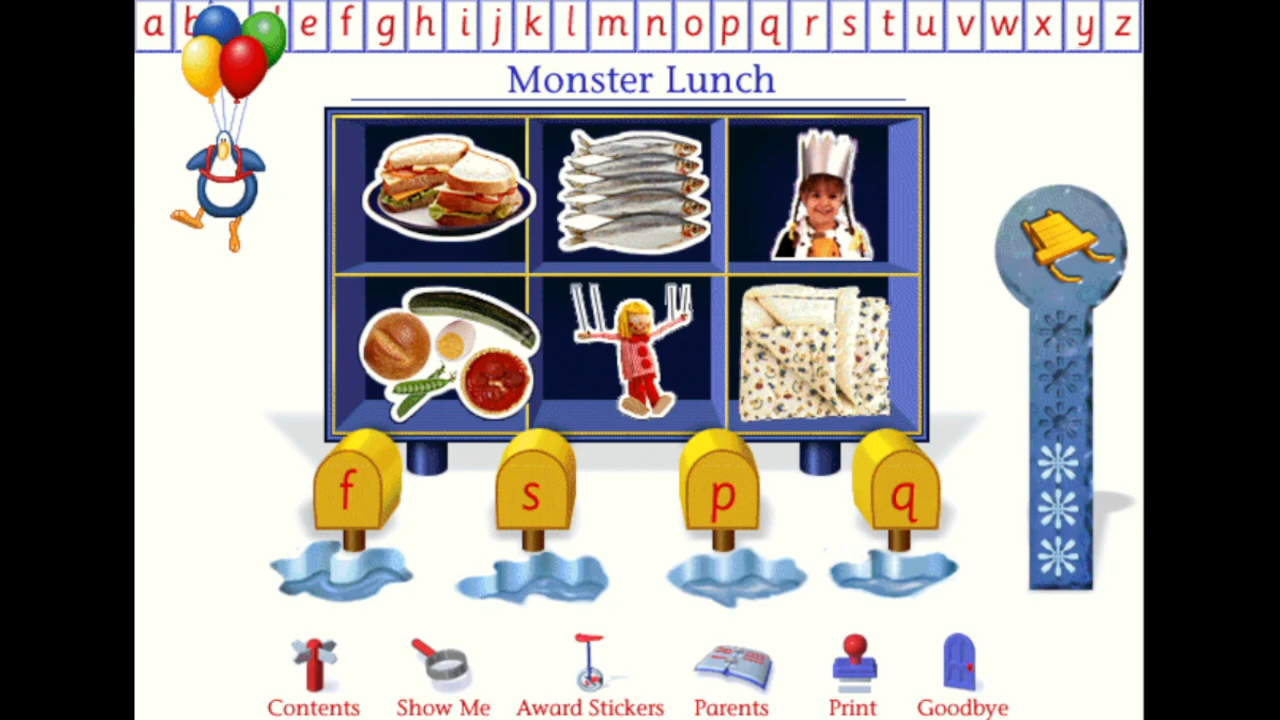 a b e f g h i j k l m n o p q r s t u v w x y z
Monster Lunch
f s p q
Contents Show Me Award Stickers Parents Print Goodbye